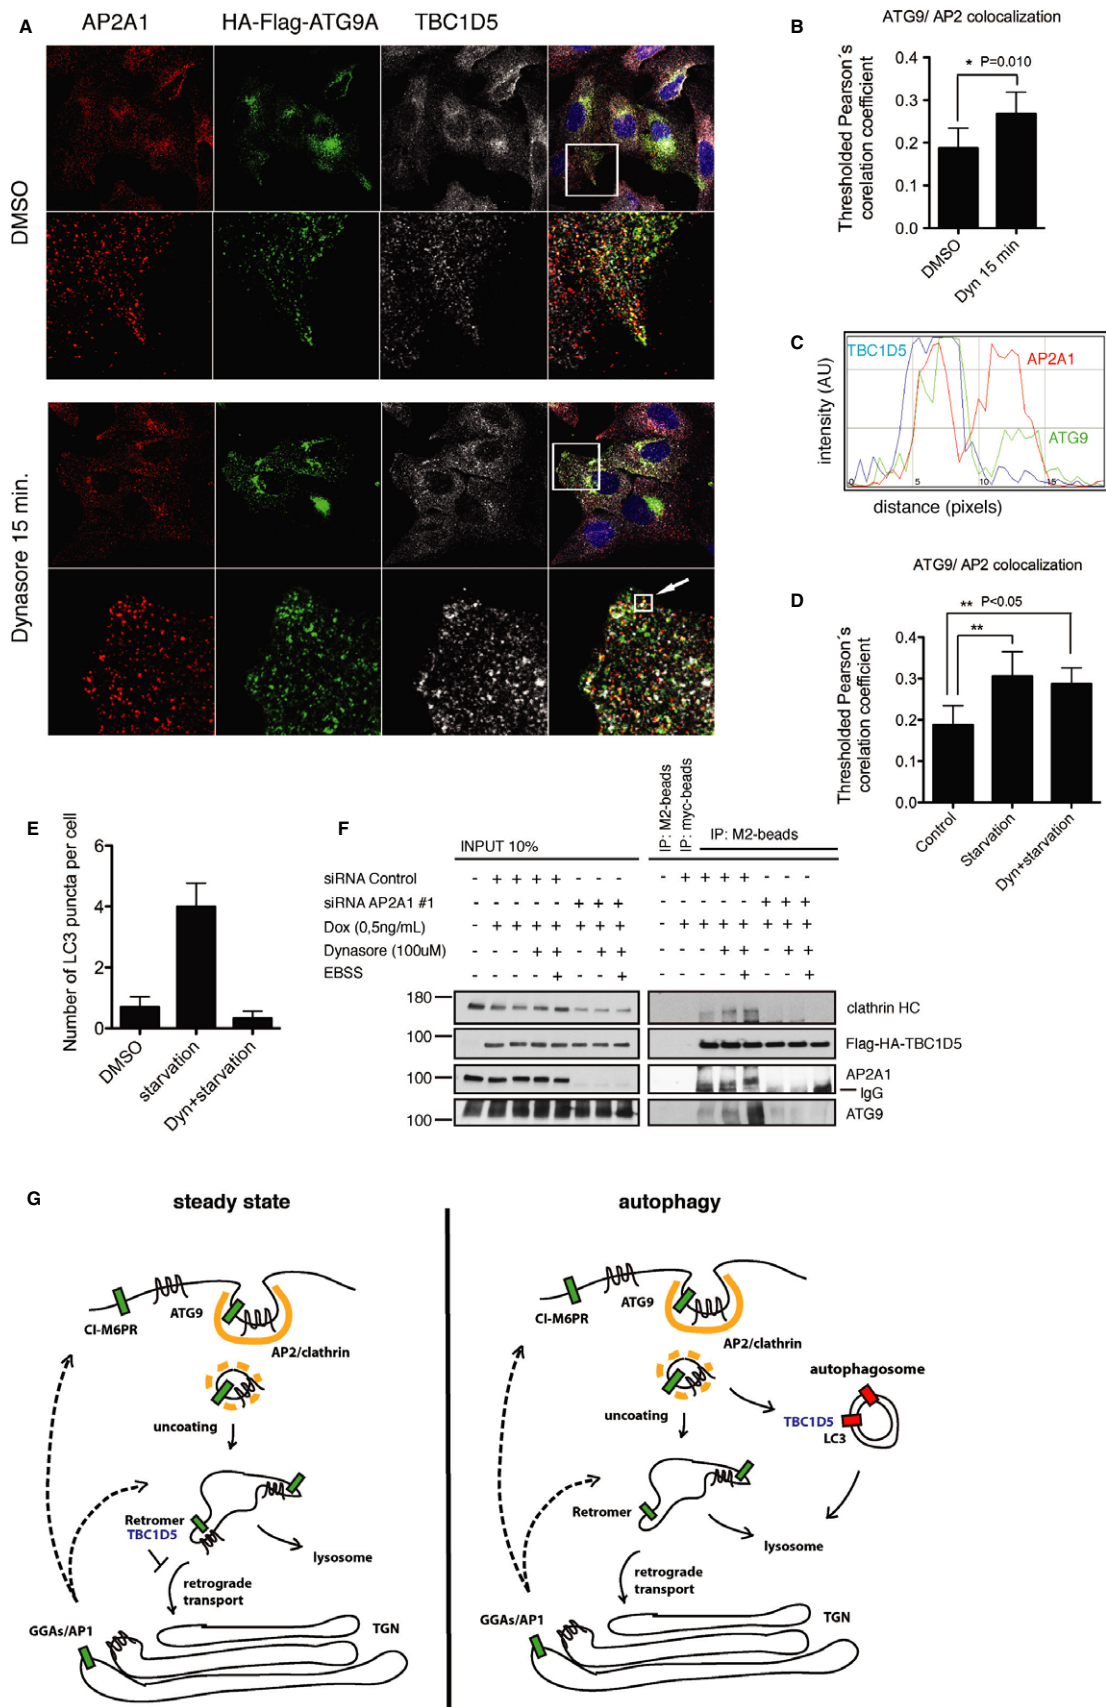 A
AP2A1 HA-Flag-ATG9A TBC1D5
DMSO
Dynasore 15 min.
B
ATG9/ AP2 colocalization
Thresholded Pearson´s
corelation coefficient
0.4
0.3
0.2
0.1
0.0
* P=0.010
DMSO
Dyn 15 min
C
TBC1D5
AP2A1
ATG9
intensity (AU)
0 5 10 15
distance (pixels)
D
ATG9/ AP2 colocalization
Thresholded Pearson´s
corelation coefficient
0.4
0.3
0.2
0.1
0.0
** P<0.05
**
Control
Starvation
Dyn+starvation
E
Number of LC3 puncta per cell
6
4
2
0
DMSO
starvation
Dyn+starvation
F
INPUT 10%
IP: M2-beads
IP: myc-beads
IP: M2-beads
siRNA Control - + + + + - - - - + + + + - - -
siRNA AP2A1 #1 - - - - - + + + - - - - - + + +
Dox (0,5ng/mL) - + + + + + + + - + + + + + + +
Dynasore (100uM) - - - + + - + + - - - + + - + +
EBSS - - - - + - - + - - - - + - - +
180
clathrin HC
100
Flag-HA-TBC1D5
100
AP2A1
IgG
100
ATG9
G
steady state
CI-M6PR
ATG9
AP2/clathrin
uncoating
Retromer
TBC1D5
lysosome
retrograde
transport
GGAs/AP1
TGN
autophagy
CI-M6PR
ATG9
AP2/clathrin
autophagosome
TBC1D5
LC3
uncoating
Retromer
lysosome
retrograde
transport
GGAs/AP1
TGN